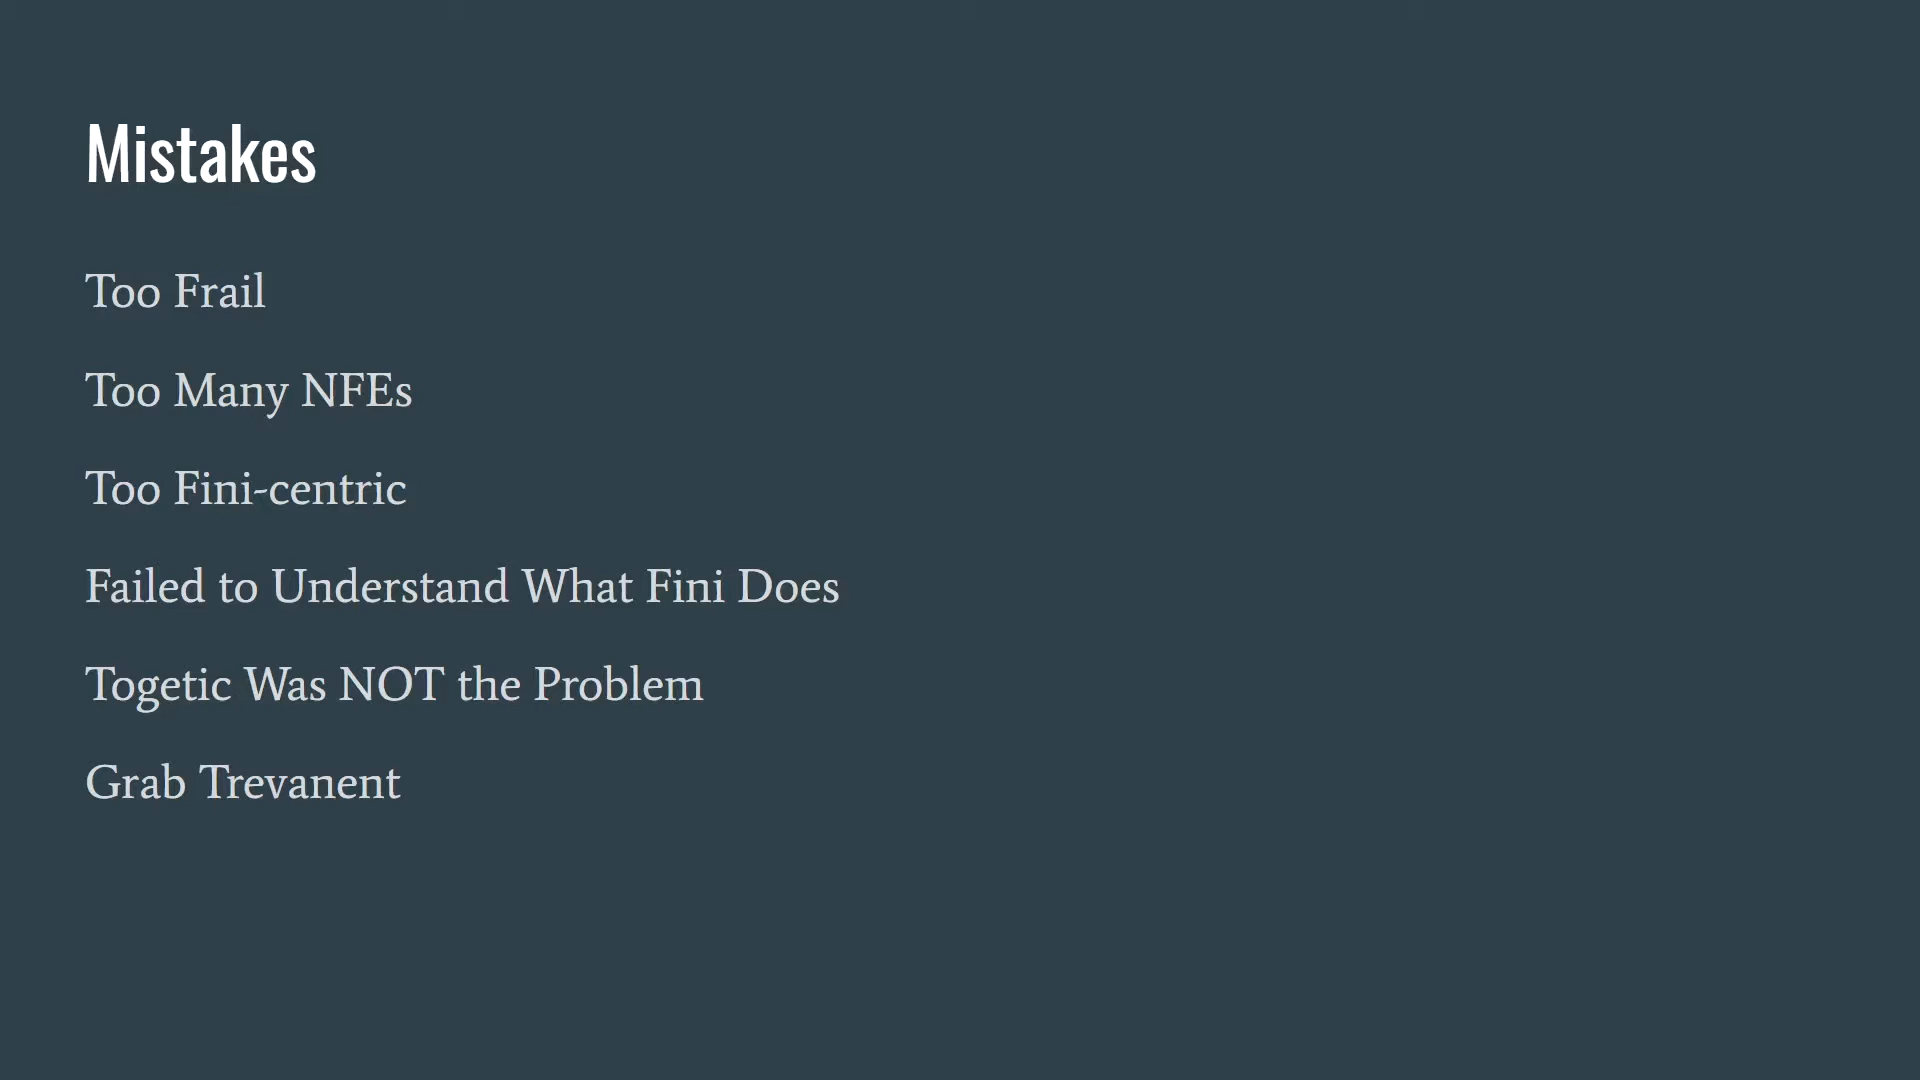 Mistakes
Too Frail
Too Many NFEs
Too Fini-centric
Failed to Understand What Fini Does
Togetic Was NOT the Problem
Grab Trevanent